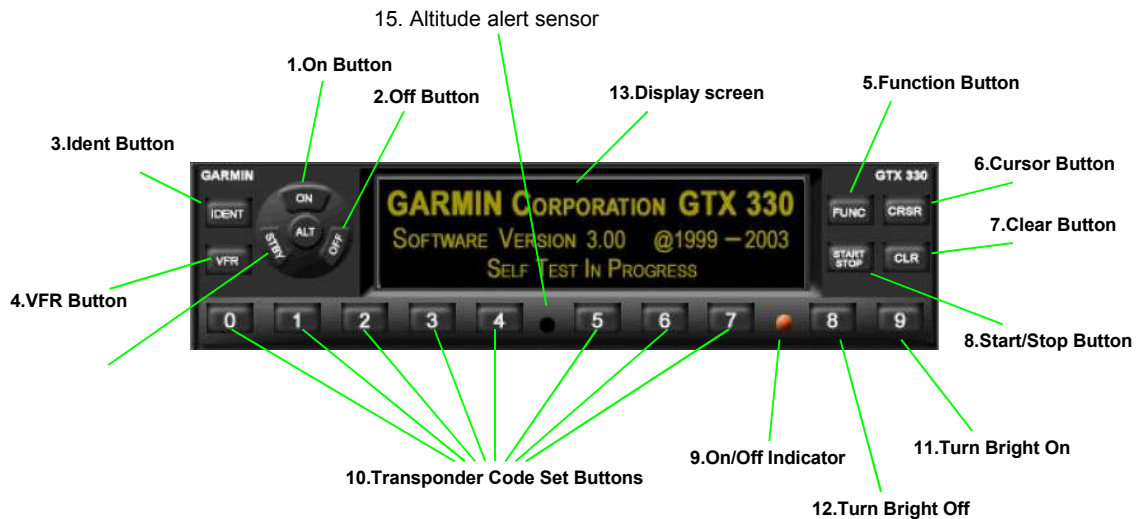 15. Altitude alert sensor
1.On Button
2.Off Button
13.Display screen
5.Function Button
3.Ident Button
6.Cursor Button
7.Clear Button
4.VFR Button
8.Start/Stop Button
GARMIN
GTX 330
IDENT
ON
ALT
STBY
OFF
VFR
GARMIN CORPORATION GTX 330
SOFTWARE VERSION 3.00 @1999 – 2003
SELF TEST IN PROGRESS
FUNC
CRSR
START
STOP
CLR
0 1 2 3 4 5 6 7 8 9
10.Transponder Code Set Buttons
9.On/Off Indicator
11.Turn Bright On
12.Turn Bright Off